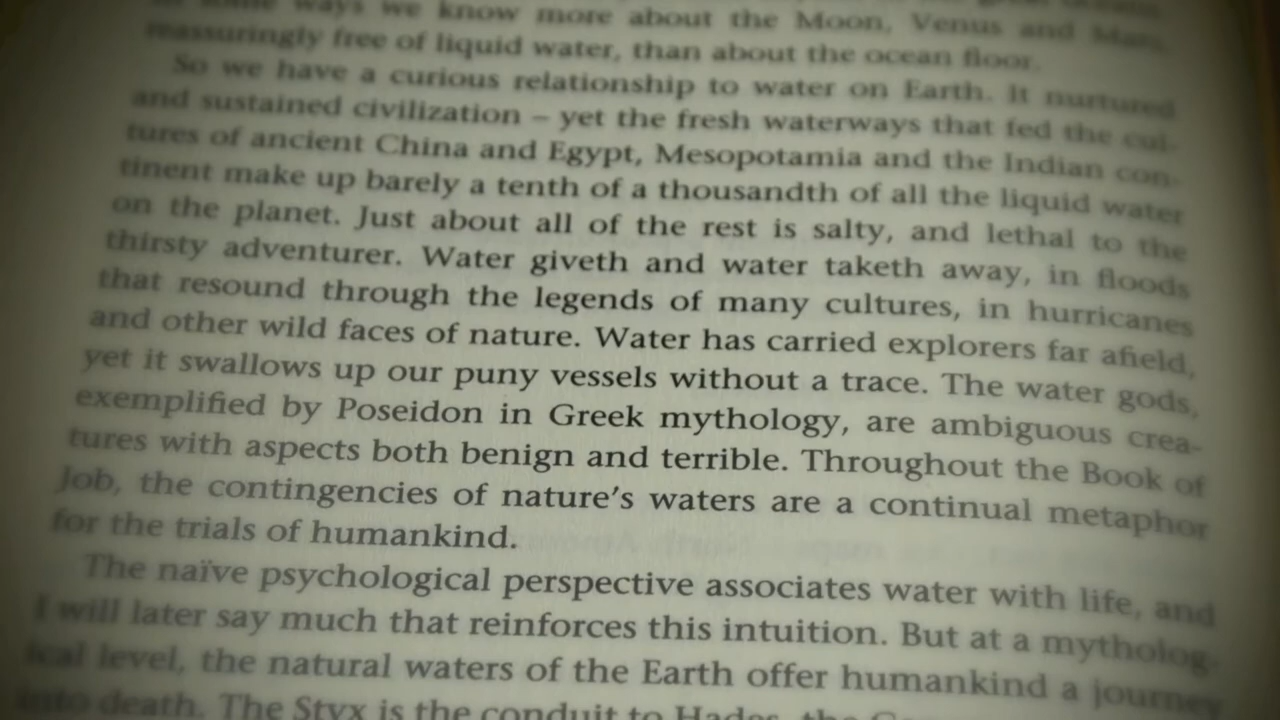 some ways we know more about the Moon, Venus and Mars,
reassuringly free of liquid water, than about the ocean floor.
So we have a curious relationship to water on Earth. It nurtured
and sustained civilization – yet the fresh waterways that fed the cul-
tures of ancient China and Egypt, Mesopotamia and the Indian con-
tinent make up barely a tenth of a thousandth of all the liquid water
on the planet. Just about all of the rest is salty, and lethal to the
thirsty adventurer. Water giveth and water taketh away, in floods
that resound through the legends of many cultures, in hurricanes
and other wild faces of nature. Water has carried explorers far afield,
yet it swallows up our puny vessels without a trace. The water gods,
exemplified by Poseidon in Greek mythology, are ambiguous crea-
tures with aspects both benign and terrible. Throughout the Book of
Job, the contingencies of nature's waters are a continual metaphor
for the trials of humankind.
The naïve psychological perspective associates water with life, and
I will later say much that reinforces this intuition. But at a mytholog-
ical level, the natural waters of the Earth offer humankind a journey
into death. The Styx is the conduit to Hades, the